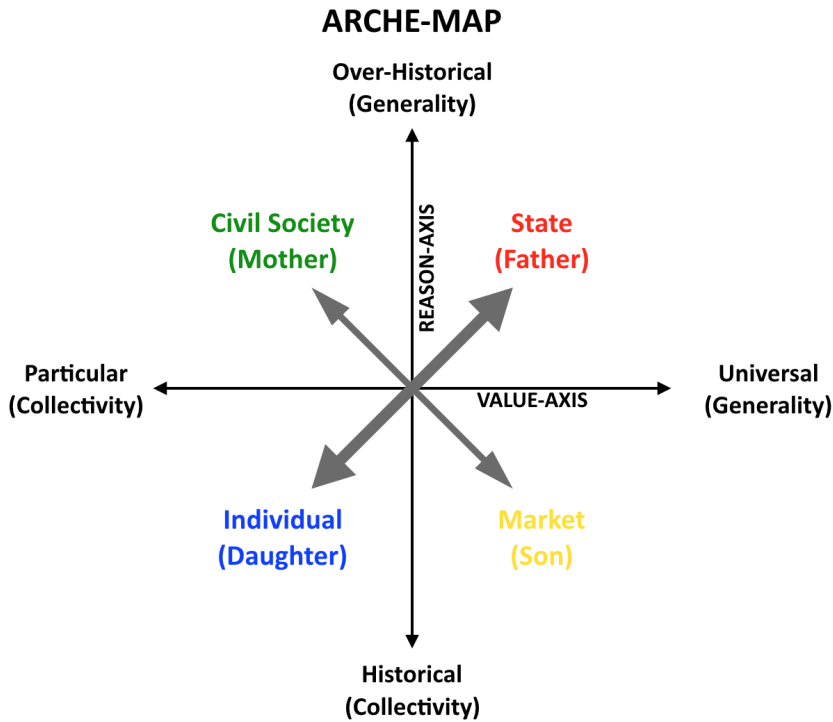 ARCHE-MAP
Over-Historical
(Generality)
Civil Society
(Mother)
REASON-AXIS
State
(Father)
Particular
(Collectivity)
VALUE-AXIS
Universal
(Generality)
Individual
(Daughter)
Market
(Son)
Historical
(Collectivity)